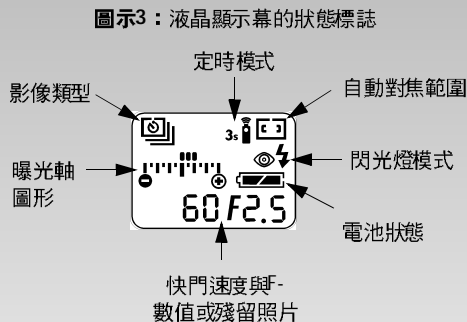 圖示3：液晶顯示幕的狀態標誌
定時模式
影像類型
自動對焦範圍
3s
閃光燈模式
曝光軸
圖形
60 F2.5
電池狀態
快門速度與F-
數值或殘留照片